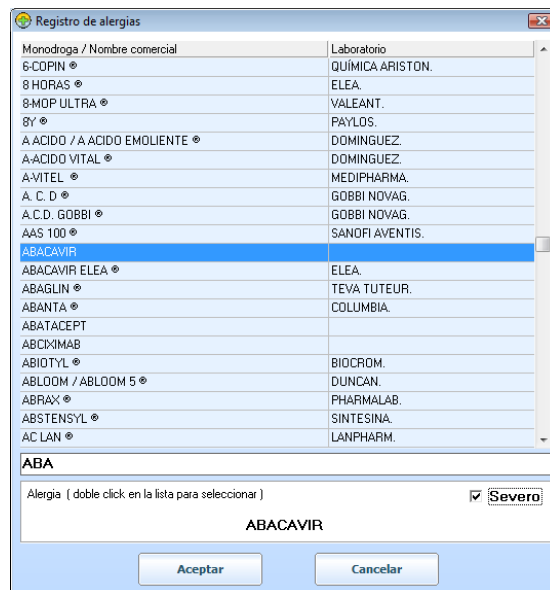 Registro de alergias
Monodroga / Nombre comercial Laboratorio
6-COPIN ® QUÍMICA ARISTON.
8 HORAS ® ELEA.
8-MOP ULTRA ® VALEANT.
8Y ® PAYLOS.
A ACIDO / A ACIDO EMOLIENTE ® DOMINGUEZ.
A-ACIDO VITAL ® DOMINGUEZ.
A-VITEL ® MEDIPHARMA.
A. C. D ® GOBBI NOVAG.
A.C.D. GOBBI ® GOBBI NOVAG.
AAS 100 ® SANOFI AVENTIS.
ABACAVIR
ABACAVIR ELEA ® ELEA.
ABAGLIN ® TEVA TUTEUR.
ABANTA ® COLUMBIA.
ABATACEPT
ABCIXIMAB
ABIOTYL ® BIOCROM.
ABLOOM / ABLOOM 5 ® DUNCAN.
ABRAX ® PHARMALAB.
ABSTENSYL ® SINTESINA.
AC LAN ® LANPHARM.
ABA
Alergia ( doble click en la lista para seleccionar ) Severo
ABACAVIR
Aceptar Cancelar